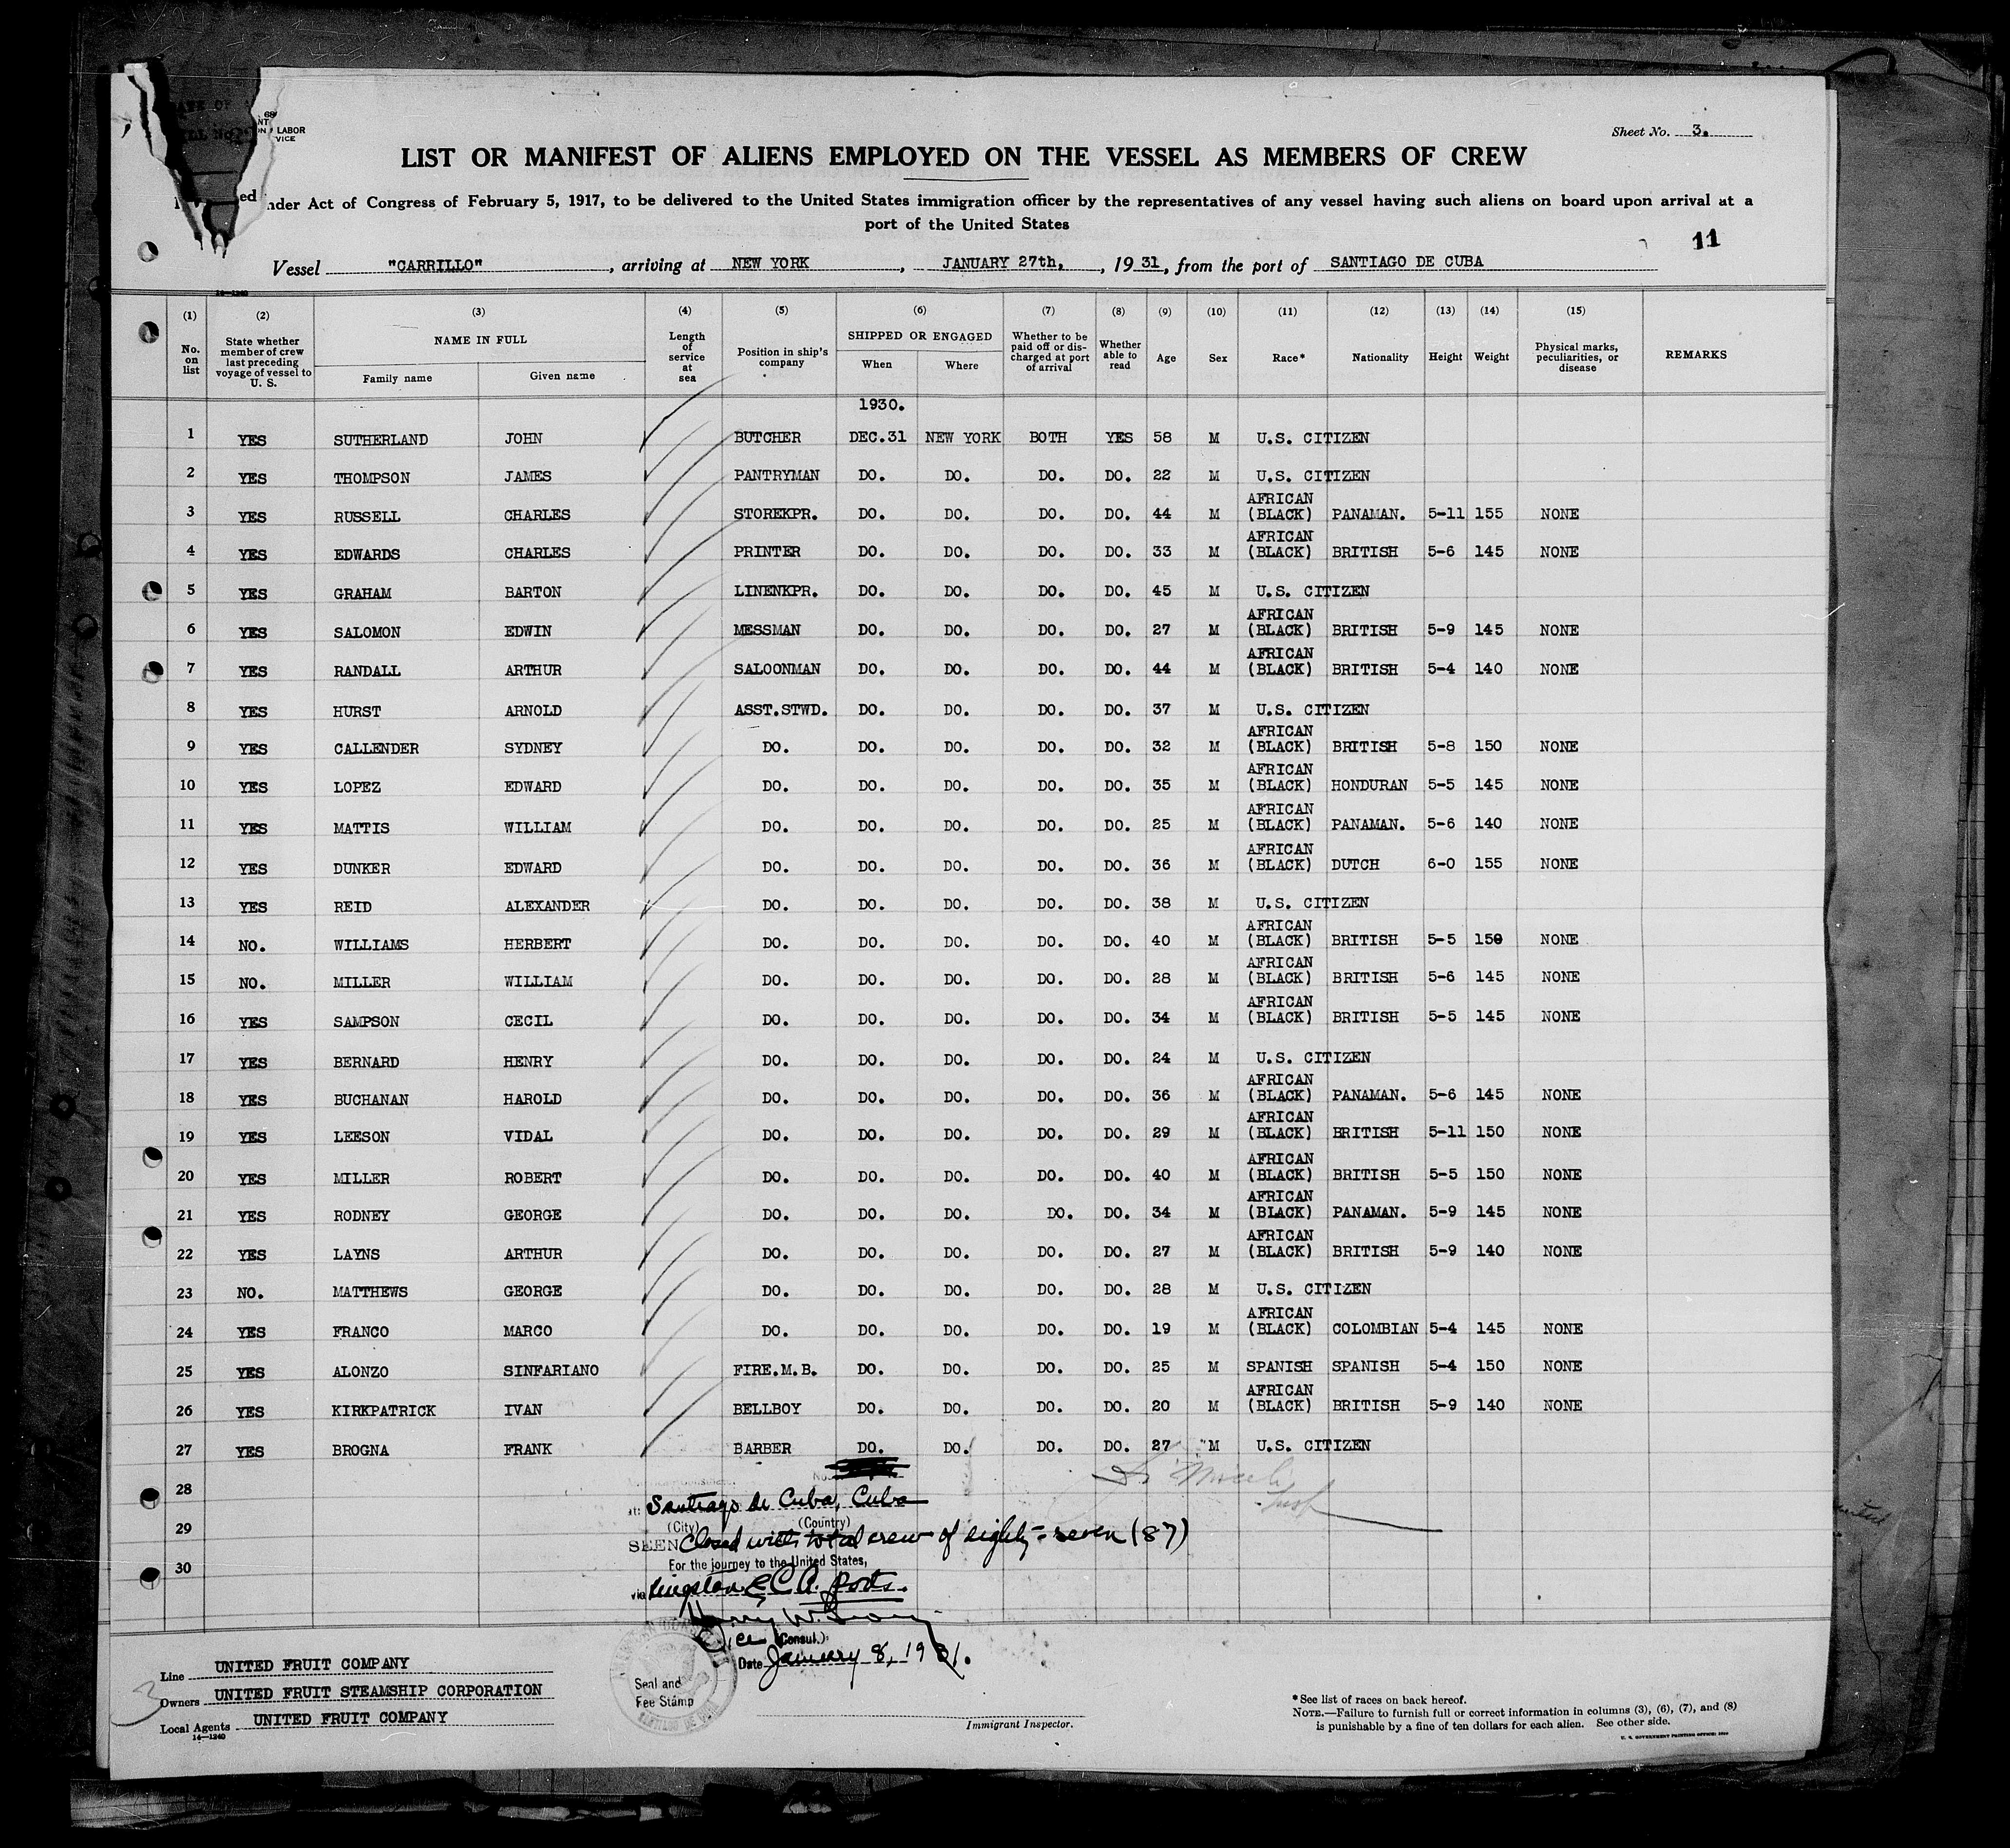 ATE OF
68
NT
LABOR
VICE
Sheet No. 3.
LIST OR MANIFEST OF ALIENS EMPLOYED ON THE VESSEL AS MEMBERS OF CREW
ed under Act of Congress of February 5, 1917, to be delivered to the United States immigration officer by the representatives of any vessel having such aliens on board upon arrival at a
port of the United States
11
Vessel "CARRILLO", arriving at NEW YORK, JANUARY 27th, 1931, from the port of SANTIAGO DE CUBA
14—1240
(1) (2) (3) (4) (5) (6) (7) (8) (9) (10) (11) (12) (13) (14) (15)
No. on list
State whether member of crew last preceding voyage of vessel to U. S.
NAME IN FULL
Family name
Given name
Length of service at sea
Position in ship's company
SHIPPED OR ENGAGED
When
Where
Whether to be paid off or discharged at port of arrival
Whether able to read
Age
Sex
Race*
Nationality
Height
Weight
Physical marks, peculiarities, or disease
REMARKS
1930.
1 YES SUTHERLAND JOHN BUTCHER DEC.31 NEW YORK BOTH YES 58 M U.S. CITIZEN
2 YES THOMPSON JAMES PANTRYMAN DO. DO. DO. DO. 22 M U.S. CITIZEN
3 YES RUSSELL CHARLES STOREKPR. DO. DO. DO. DO. 44 M AFRICAN (BLACK) PANAMAN. 5-11 155 NONE
4 YES EDWARDS CHARLES PRINTER DO. DO. DO. DO. 33 M AFRICAN (BLACK) BRITISH 5-6 145 NONE
5 YES GRAHAM BARTON LINENKPR. DO. DO. DO. DO. 45 M U.S. CITIZEN
6 YES SALOMON EDWIN MESSMAN DO. DO. DO. DO. 27 M AFRICAN (BLACK) BRITISH 5-9 145 NONE
7 YES RANDALL ARTHUR SALOONMAN DO. DO. DO. DO. 44 M AFRICAN (BLACK) BRITISH 5-4 140 NONE
8 YES HURST ARNOLD ASST.STWD. DO. DO. DO. DO. 37 M U.S. CITIZEN
9 YES CALLENDER SYDNEY DO. DO. DO. DO. DO. 32 M AFRICAN (BLACK) BRITISH 5-8 150 NONE
10 YES LOPEZ EDWARD DO. DO. DO. DO. DO. 35 M AFRICAN (BLACK) HONDURAN 5-5 145 NONE
11 YES MATTIS WILLIAM DO. DO. DO. DO. DO. 25 M AFRICAN (BLACK) PANAMAN. 5-6 140 NONE
12 YES DUNKER EDWARD DO. DO. DO. DO. DO. 36 M AFRICAN (BLACK) DUTCH 6-0 155 NONE
13 YES REID ALEXANDER DO. DO. DO. DO. DO. 38 M U.S. CITIZEN
14 NO. WILLIAMS HERBERT DO. DO. DO. DO. DO. 40 M AFRICAN (BLACK) BRITISH 5-5 150 NONE
15 NO. MILLER WILLIAM DO. DO. DO. DO. DO. 28 M AFRICAN (BLACK) BRITISH 5-6 145 NONE
16 YES SAMPSON CECIL DO. DO. DO. DO. DO. 34 M AFRICAN (BLACK) BRITISH 5-5 145 NONE
17 YES BERNARD HENRY DO. DO. DO. DO. DO. 24 M U.S. CITIZEN
18 YES BUCHANAN HAROLD DO. DO. DO. DO. DO. 36 M AFRICAN (BLACK) PANAMAN. 5-6 145 NONE
19 YES LEESON VIDAL DO. DO. DO. DO. DO. 29 M AFRICAN (BLACK) BRITISH 5-11 150 NONE
20 YES MILLER ROBERT DO. DO. DO. DO. DO. 40 M AFRICAN (BLACK) BRITISH 5-5 150 NONE
21 YES RODNEY GEORGE DO. DO. DO. DO. DO. 34 M AFRICAN (BLACK) PANAMAN. 5-9 145 NONE
22 YES LAYNS ARTHUR DO. DO. DO. DO. DO. 27 M AFRICAN (BLACK) BRITISH 5-9 140 NONE
23 NO. MATTHEWS GEORGE DO. DO. DO. DO. DO. 28 M U.S. CITIZEN
24 YES FRANCO MARCO DO. DO. DO. DO. DO. 19 M AFRICAN (BLACK) COLOMBIAN 5-4 145 NONE
25 YES ALONZO SINFARIANO FIRE.M.B. DO. DO. DO. DO. 25 M SPANISH SPANISH 5-4 150 NONE
26 YES KIRKPATRICK IVAN BELLBOY DO. DO. DO. DO. 20 M AFRICAN (BLACK) BRITISH 5-9 140 NONE
27 YES BROGNA FRANK BARBER DO. DO. DO. DO. 27 M U.S. CITIZEN
No.
28
at: Santiago de Cuba, Cuba
(City) (Country)
29
SEEN Closed with total crew of eighty-seven (87)
For the journey to the United States,
30
via Kingston & C.A. ports.
Harry W.
Vice (Consul.)
Date January 8, 1931.
Seal and
Fee Stamp
Line UNITED FRUIT COMPANY
Owners UNITED FRUIT STEAMSHIP CORPORATION
Local Agents UNITED FRUIT COMPANY
14—1240
3
Immigrant Inspector.
*See list of races on back hereof.
NOTE.—Failure to furnish full or correct information in columns (3), (6), (7), and (8)
is punishable by a fine of ten dollars for each alien. See other side.
U. S. GOVERNMENT PRINTING OFFICE